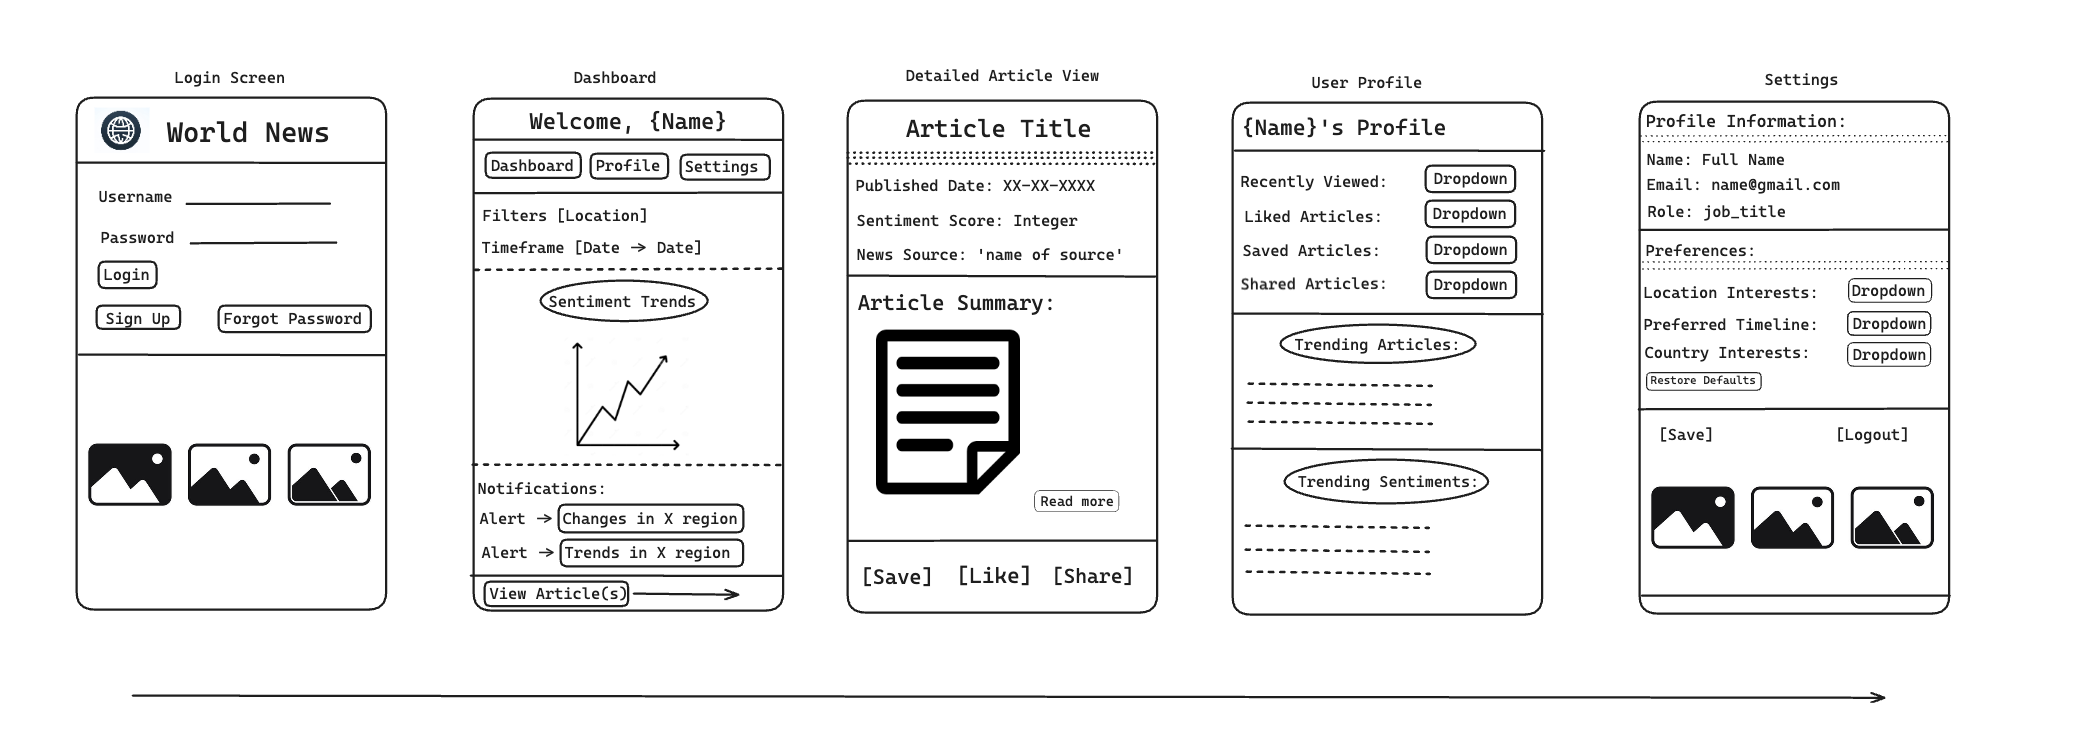 Login Screen
World News
Username
Password
Login
Sign Up
Forgot Password
Dashboard
Welcome, {Name}
Dashboard
Profile
Settings
Filters [Location]
Timeframe [Date → Date]
Sentiment Trends
Notifications:
Alert → Changes in X region
Alert → Trends in X region
View Article(s)
Detailed Article View
Article Title
Published Date: XX-XX-XXXX
Sentiment Score: Integer
News Source: 'name of source'
Article Summary:
Read more
[Save] [Like] [Share]
User Profile
{Name}'s Profile
Recently Viewed: Dropdown
Liked Articles: Dropdown
Saved Articles: Dropdown
Shared Articles: Dropdown
Trending Articles:
Trending Sentiments:
Settings
Profile Information:
Name: Full Name
Email: name@gmail.com
Role: job_title
Preferences:
Location Interests: Dropdown
Preferred Timeline: Dropdown
Country Interests: Dropdown
Restore Defaults
[Save] [Logout]